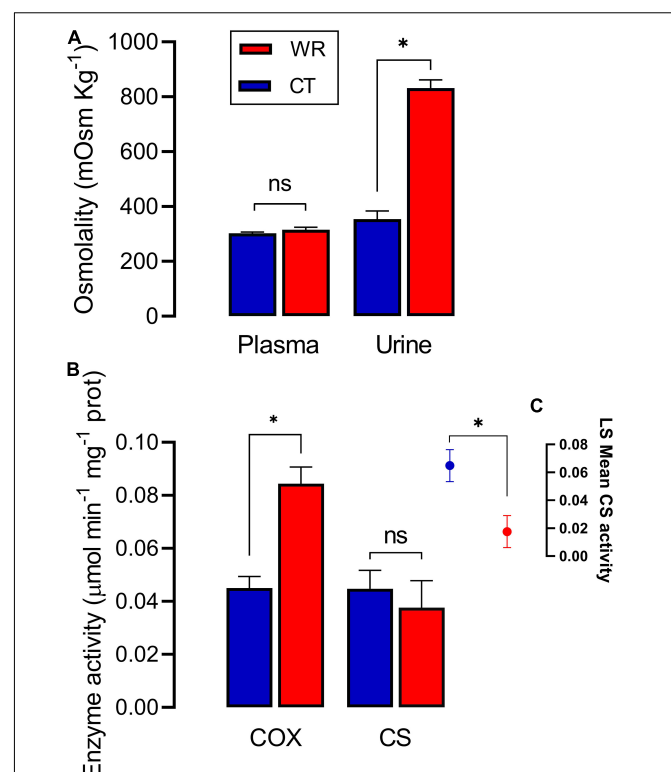 A
Osmolality (mOsm Kg⁻¹)
1000
800
600
400
200
0
WR
CT
ns
*
Plasma
Urine
B
Enzyme activity (μmol min⁻¹ mg⁻¹ prot)
0.10
0.08
0.06
0.04
0.02
0.00
*
ns
COX
CS
C
*
0.08
0.06
0.04
0.02
0.00
LS Mean CS activity